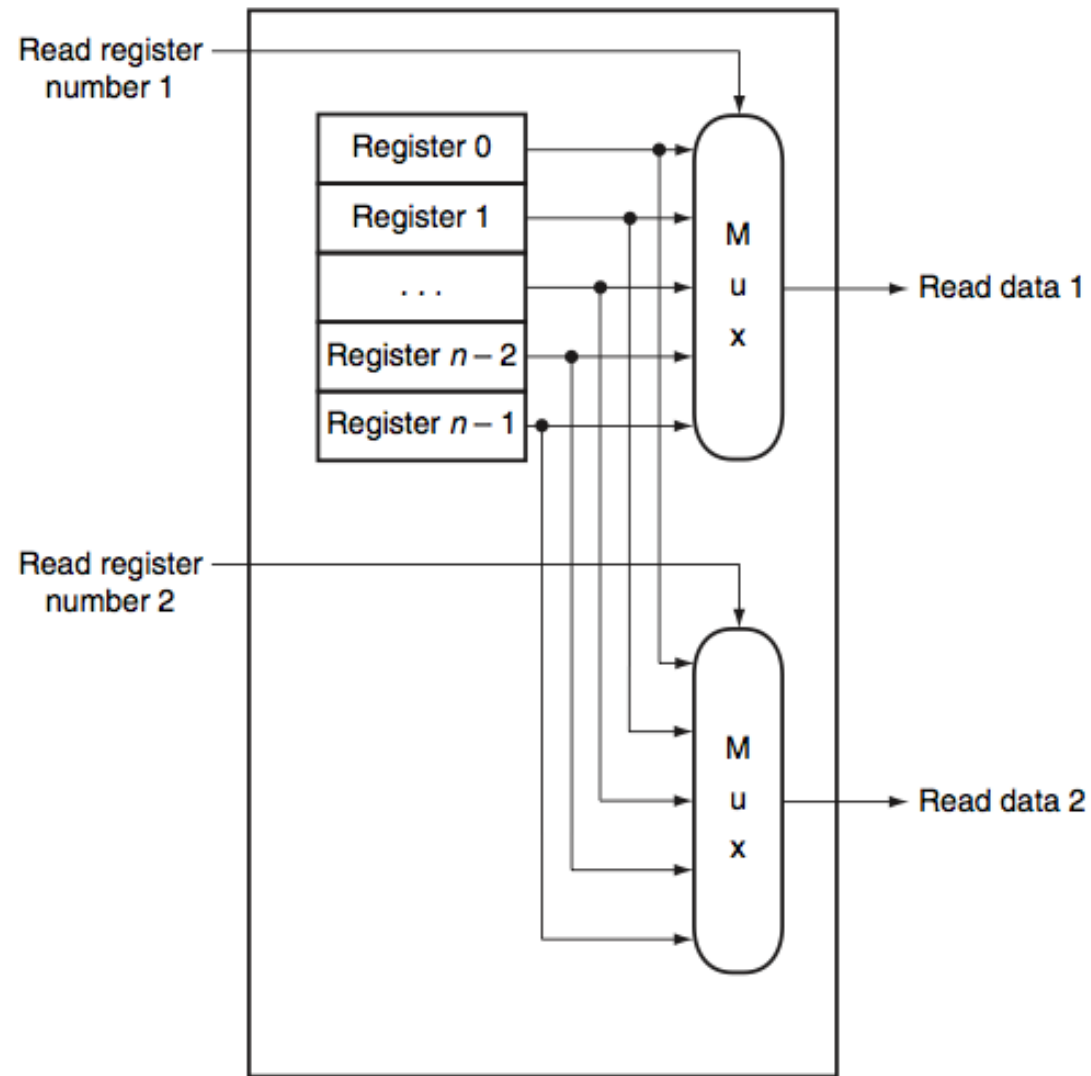 Read register
number 1
Register 0
Register 1
. . .
Register n – 2
Register n – 1
M
u
x
Read data 1
Read register
number 2
M
u
x
Read data 2